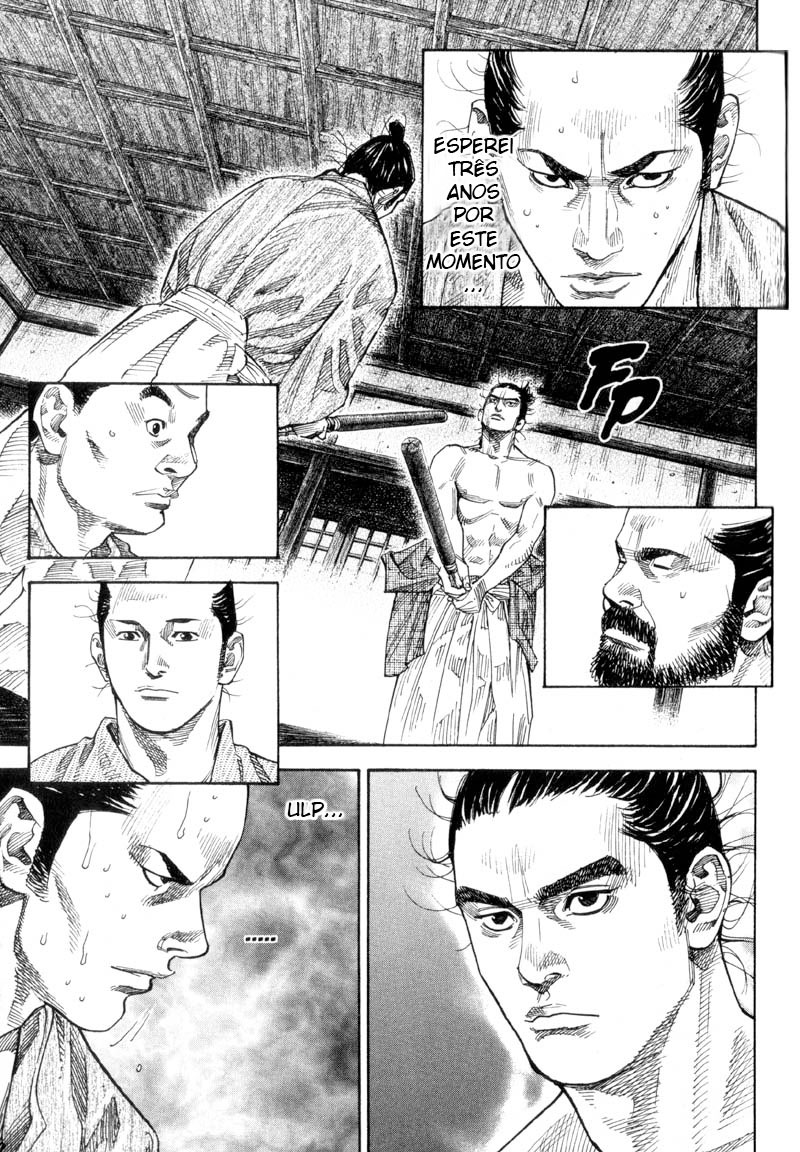 ESPEREI
TRÊS
ANOS
POR
ESTE
MOMENTO
...
FP
ULP...
.....